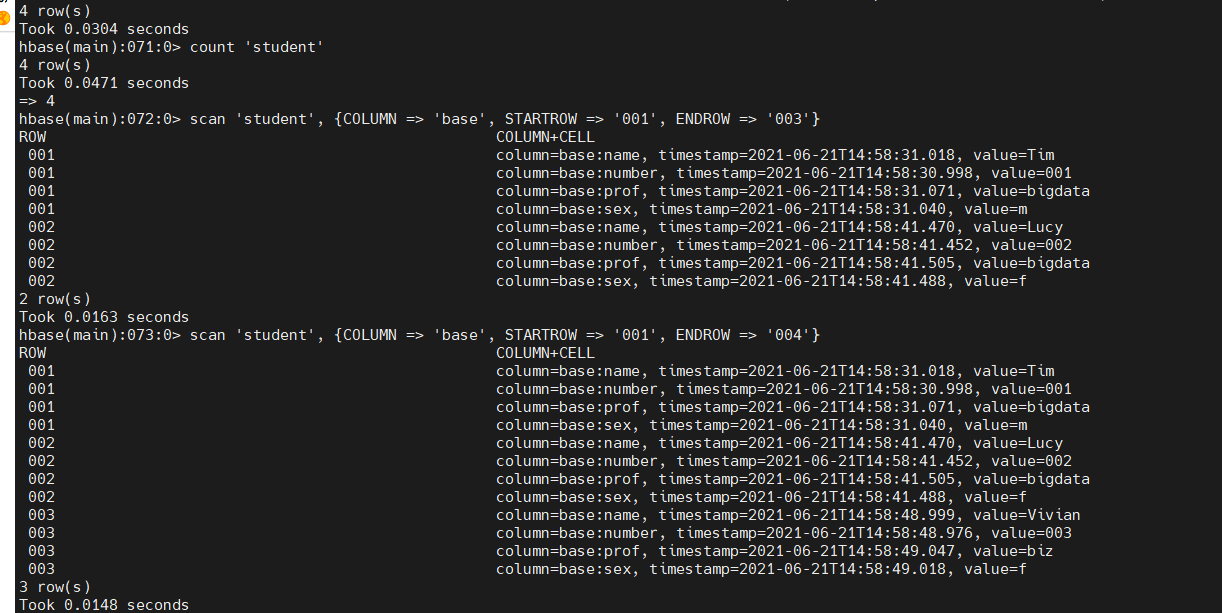 4 row(s)
Took 0.0304 seconds
hbase(main):071:0> count 'student'
4 row(s)
Took 0.0471 seconds
=> 4
hbase(main):072:0> scan 'student', {COLUMN => 'base', STARTROW => '001', ENDROW => '003'}
ROW COLUMN+CELL
001 column=base:name, timestamp=2021-06-21T14:58:31.018, value=Tim
001 column=base:number, timestamp=2021-06-21T14:58:30.998, value=001
001 column=base:prof, timestamp=2021-06-21T14:58:31.071, value=bigdata
001 column=base:sex, timestamp=2021-06-21T14:58:31.040, value=m
002 column=base:name, timestamp=2021-06-21T14:58:41.470, value=Lucy
002 column=base:number, timestamp=2021-06-21T14:58:41.452, value=002
002 column=base:prof, timestamp=2021-06-21T14:58:41.505, value=bigdata
002 column=base:sex, timestamp=2021-06-21T14:58:41.488, value=f
2 row(s)
Took 0.0163 seconds
hbase(main):073:0> scan 'student', {COLUMN => 'base', STARTROW => '001', ENDROW => '004'}
ROW COLUMN+CELL
001 column=base:name, timestamp=2021-06-21T14:58:31.018, value=Tim
001 column=base:number, timestamp=2021-06-21T14:58:30.998, value=001
001 column=base:prof, timestamp=2021-06-21T14:58:31.071, value=bigdata
001 column=base:sex, timestamp=2021-06-21T14:58:31.040, value=m
002 column=base:name, timestamp=2021-06-21T14:58:41.470, value=Lucy
002 column=base:number, timestamp=2021-06-21T14:58:41.452, value=002
002 column=base:prof, timestamp=2021-06-21T14:58:41.505, value=bigdata
002 column=base:sex, timestamp=2021-06-21T14:58:41.488, value=f
003 column=base:name, timestamp=2021-06-21T14:58:48.999, value=Vivian
003 column=base:number, timestamp=2021-06-21T14:58:48.976, value=003
003 column=base:prof, timestamp=2021-06-21T14:58:49.047, value=biz
003 column=base:sex, timestamp=2021-06-21T14:58:49.018, value=f
3 row(s)
Took 0.0148 seconds